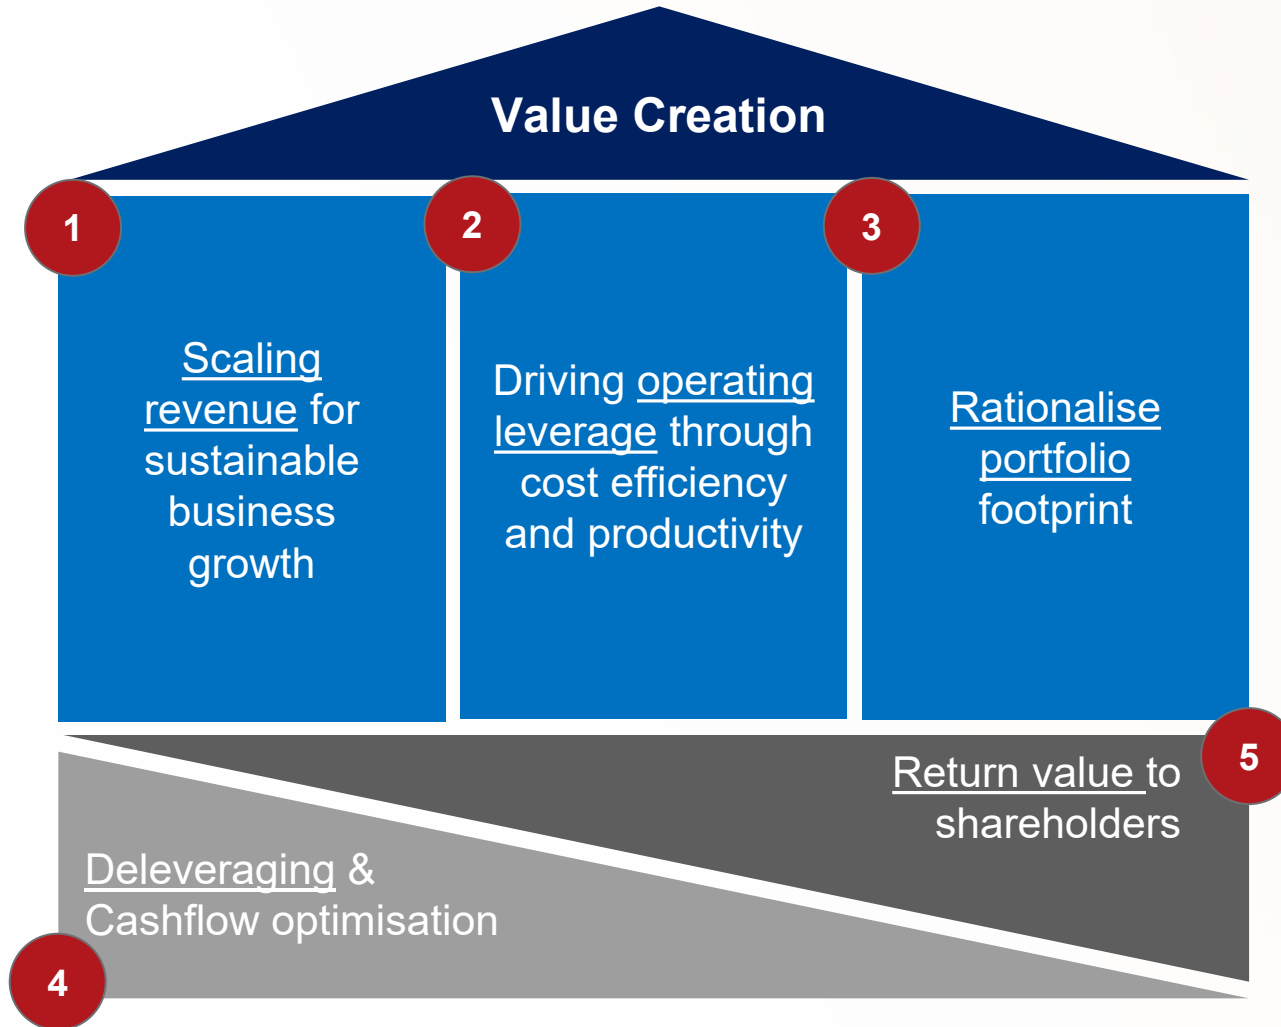 Value Creation
1
Scaling
revenue for
sustainable
business
growth
2
Driving operating
leverage through
cost efficiency
and productivity
3
Rationalise
portfolio
footprint
4
Deleveraging &
Cashflow optimisation
5
Return value to
shareholders